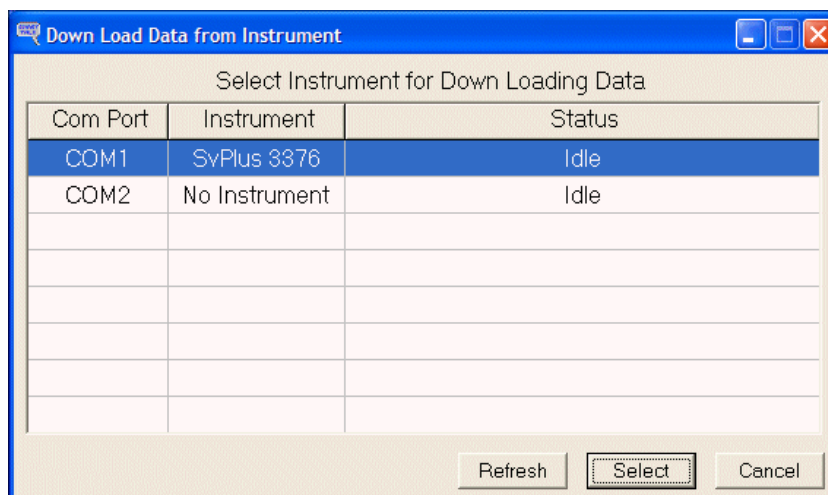 Down Load Data from Instrument
Select Instrument for Down Loading Data
Com Port Instrument Status
COM1 SvPlus 3376 Idle
COM2 No Instrument Idle
Refresh Select Cancel